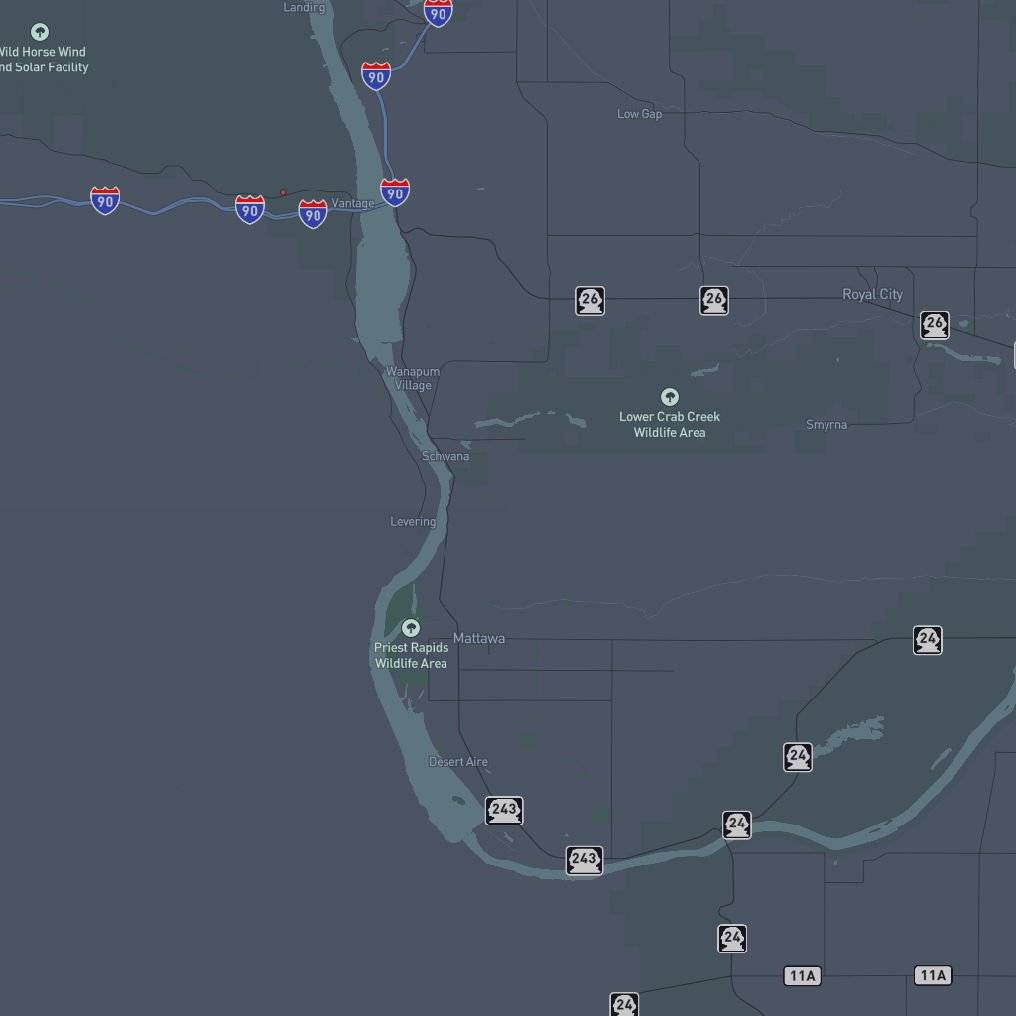 Landing
90
Wild Horse Wind
nd Solar Facility
90
Low Gap
90
90
90
90
Vantage
26
26
Royal City
26
Wanapum
Village
Lower Crab Creek
Wildlife Area
Smyrna
Schwana
Levering
Mattawa
24
Priest Rapids
Wildlife Area
24
Desert Aire
243
24
243
24
11A
11A
24